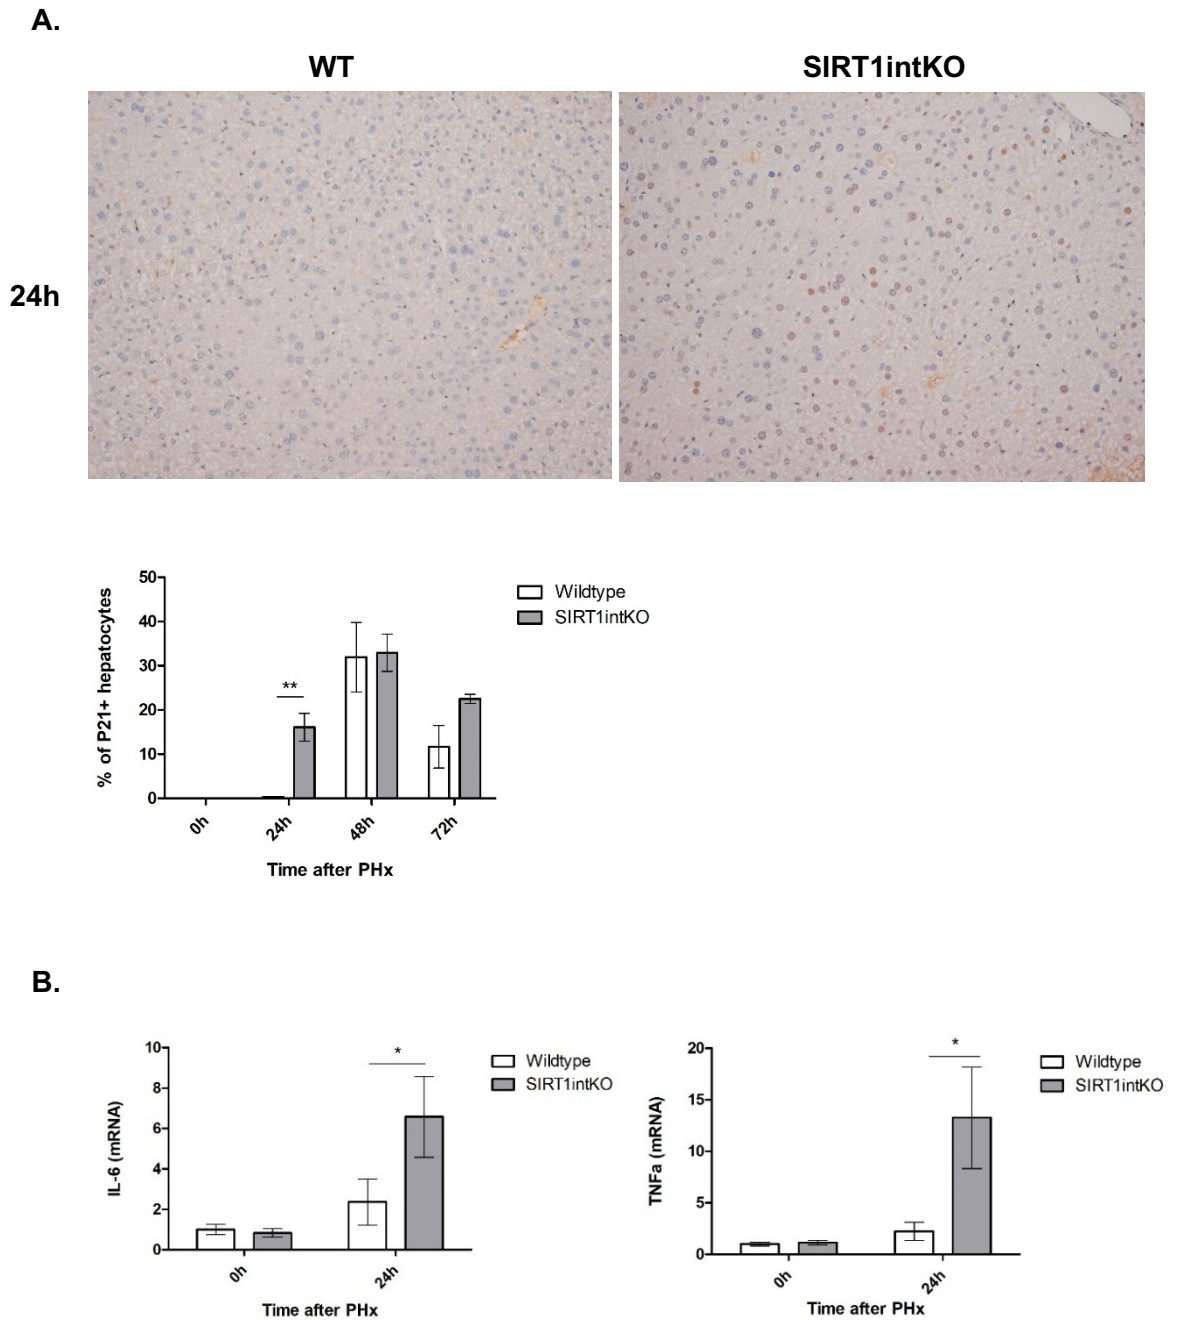 A.
WT
SIRT1intKO
24h
50
40
30
20
10
0
% of P21+ hepatocytes
**
0h
24h
48h
72h
Time after PHx
Wildtype
SIRT1intKO
B.
10
8
6
4
2
0
IL-6 (mRNA)
*
0h
24h
Time after PHx
Wildtype
SIRT1intKO
20
15
10
5
0
TNFa (mRNA)
*
0h
24h
Time after PHx
Wildtype
SIRT1intKO